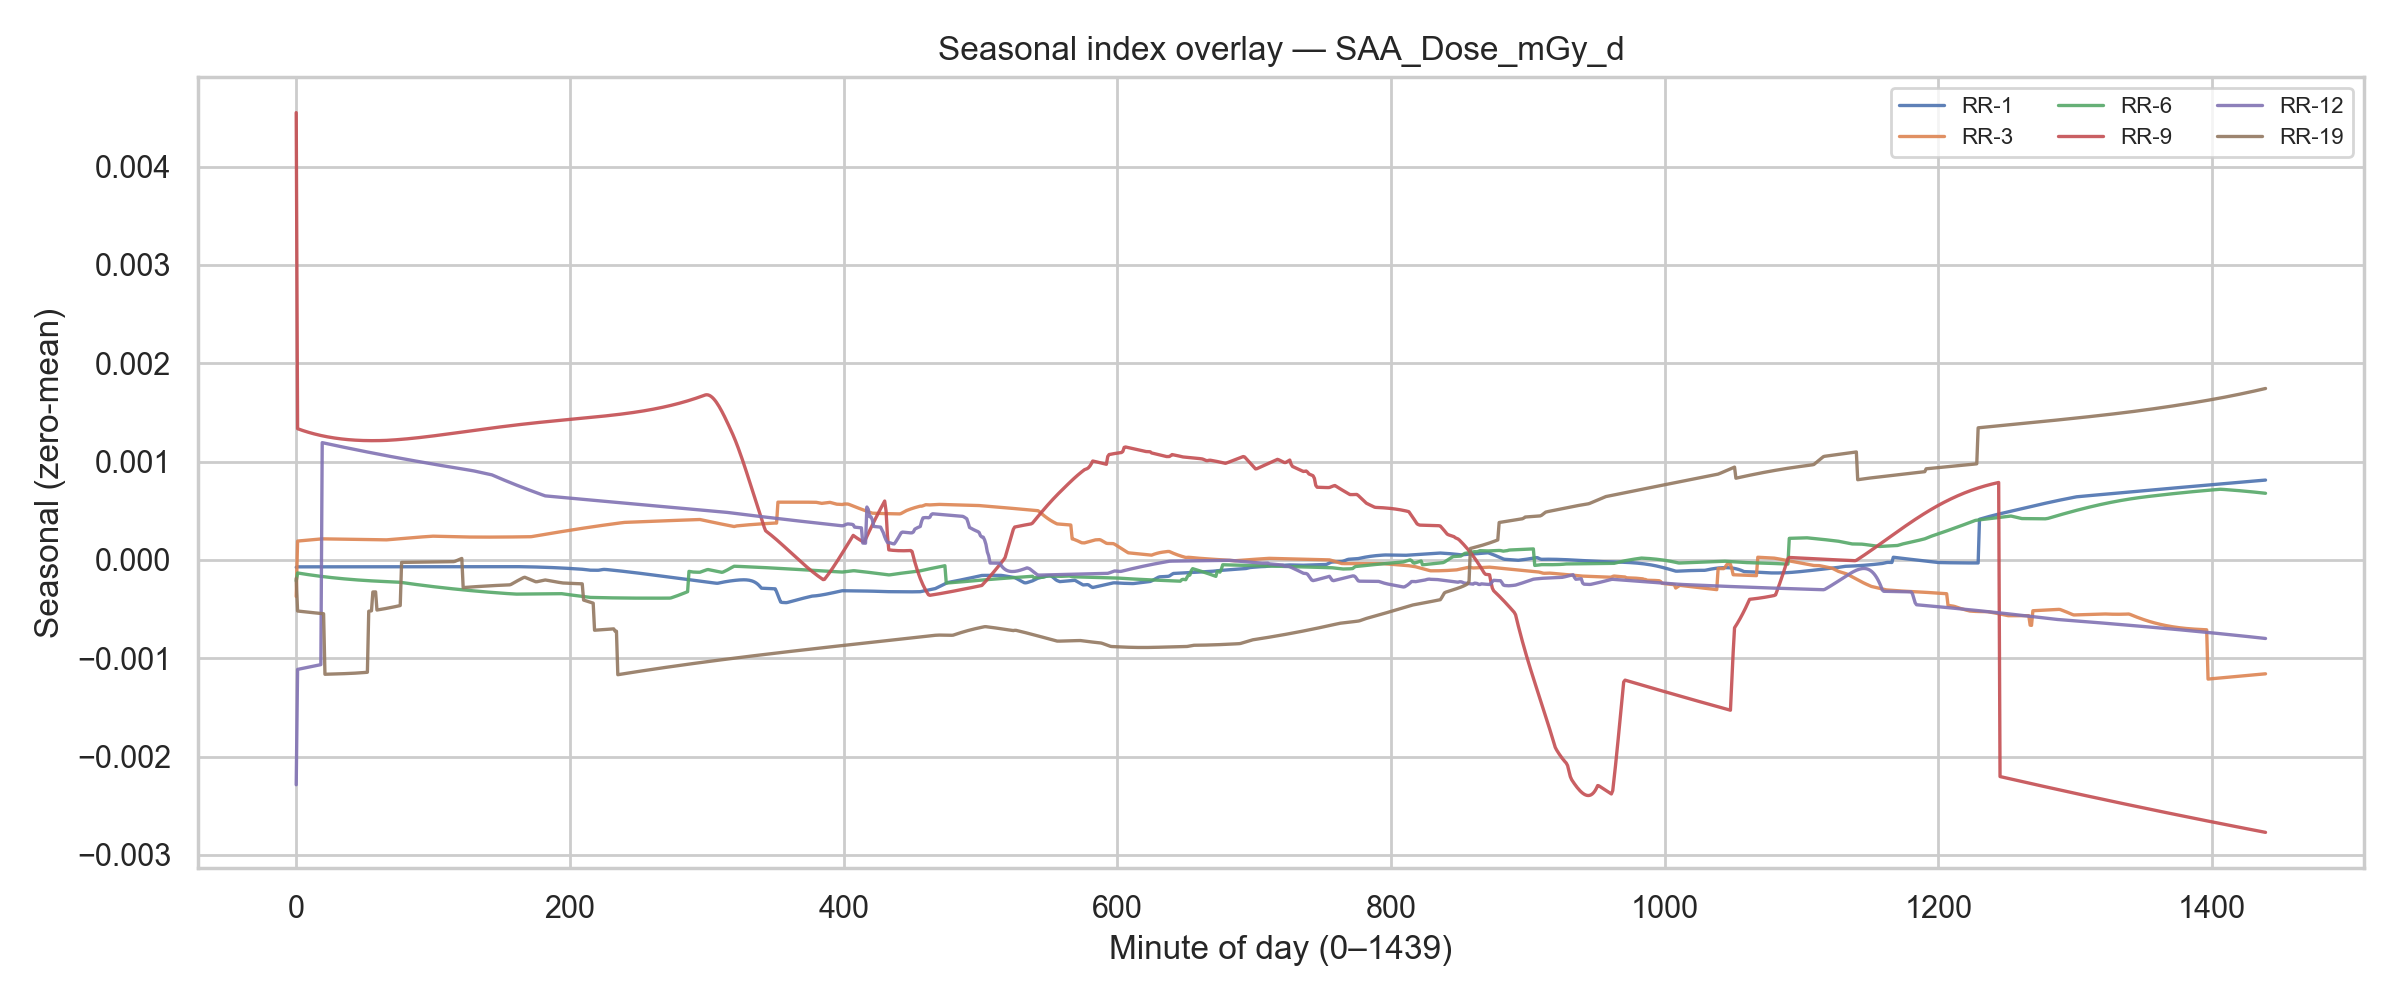 Seasonal index overlay — SAA_Dose_mGy_d
RR-1 RR-6 RR-12
RR-3 RR-9 RR-19
Seasonal (zero-mean)
0.004
0.003
0.002
0.001
0.000
−0.001
−0.002
−0.003
0 200 400 600 800 1000 1200 1400
Minute of day (0–1439)